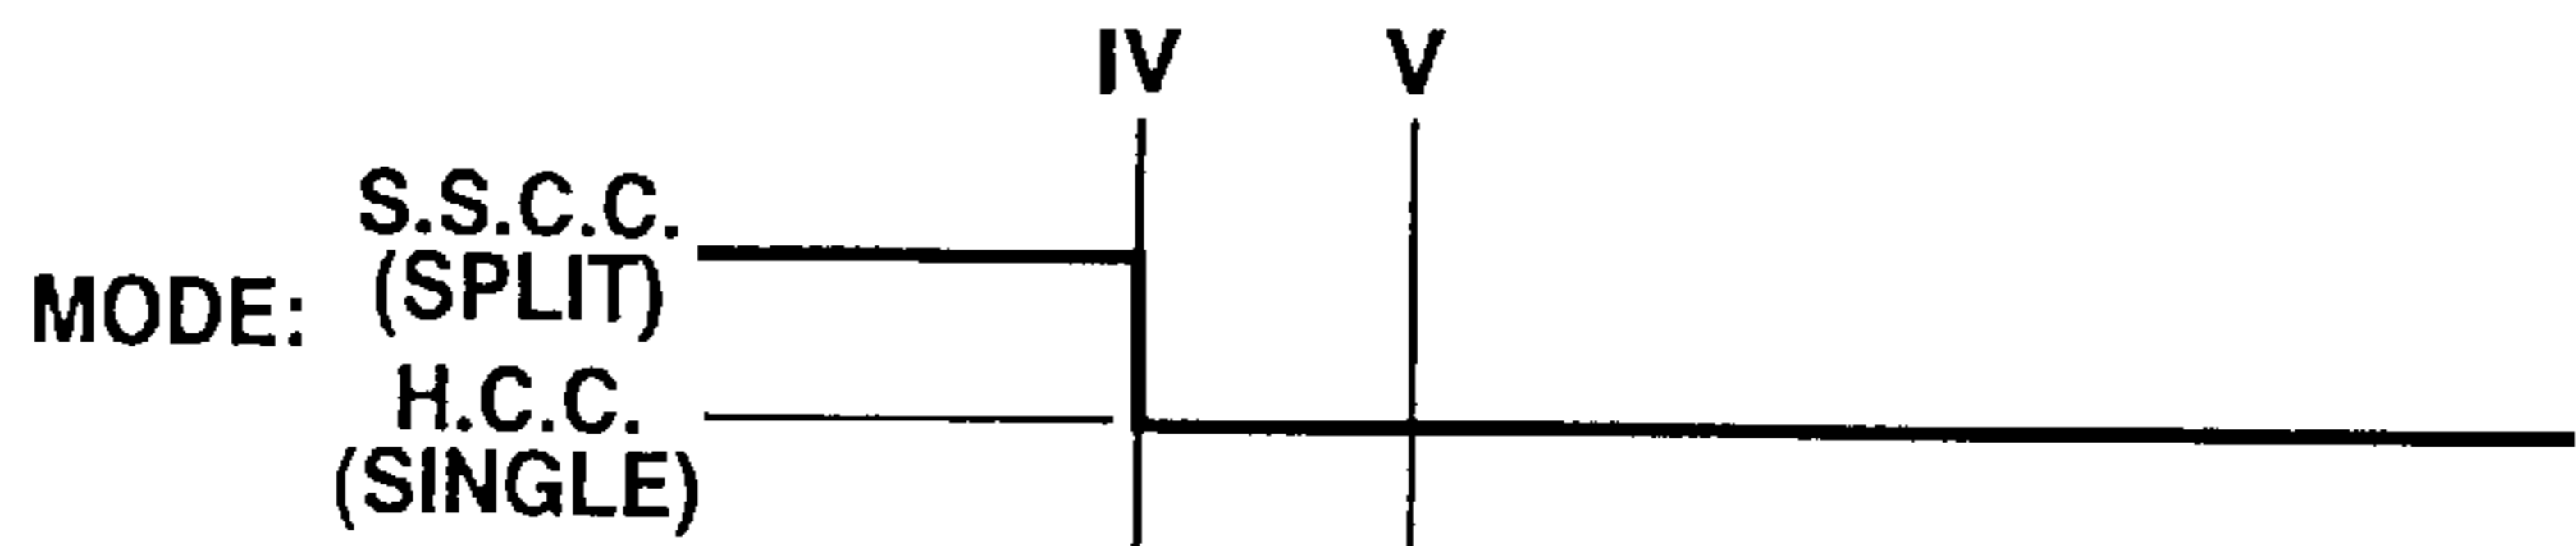 IV V
S.S.C.C.
(SPLIT)
MODE:
H.C.C.
(SINGLE)